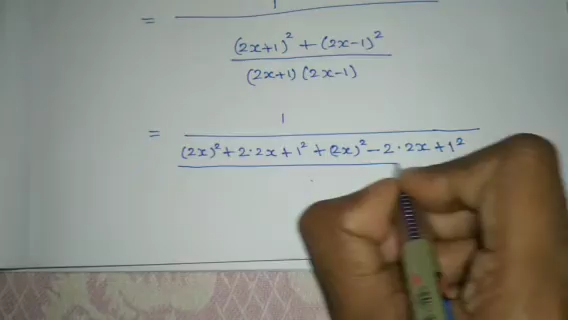 1
=
(2x+1)² + (2x-1)²
(2x+1) (2x-1)
= 1
(2x)² + 2·2x + 1² + (2x)² - 2·2x + 1²